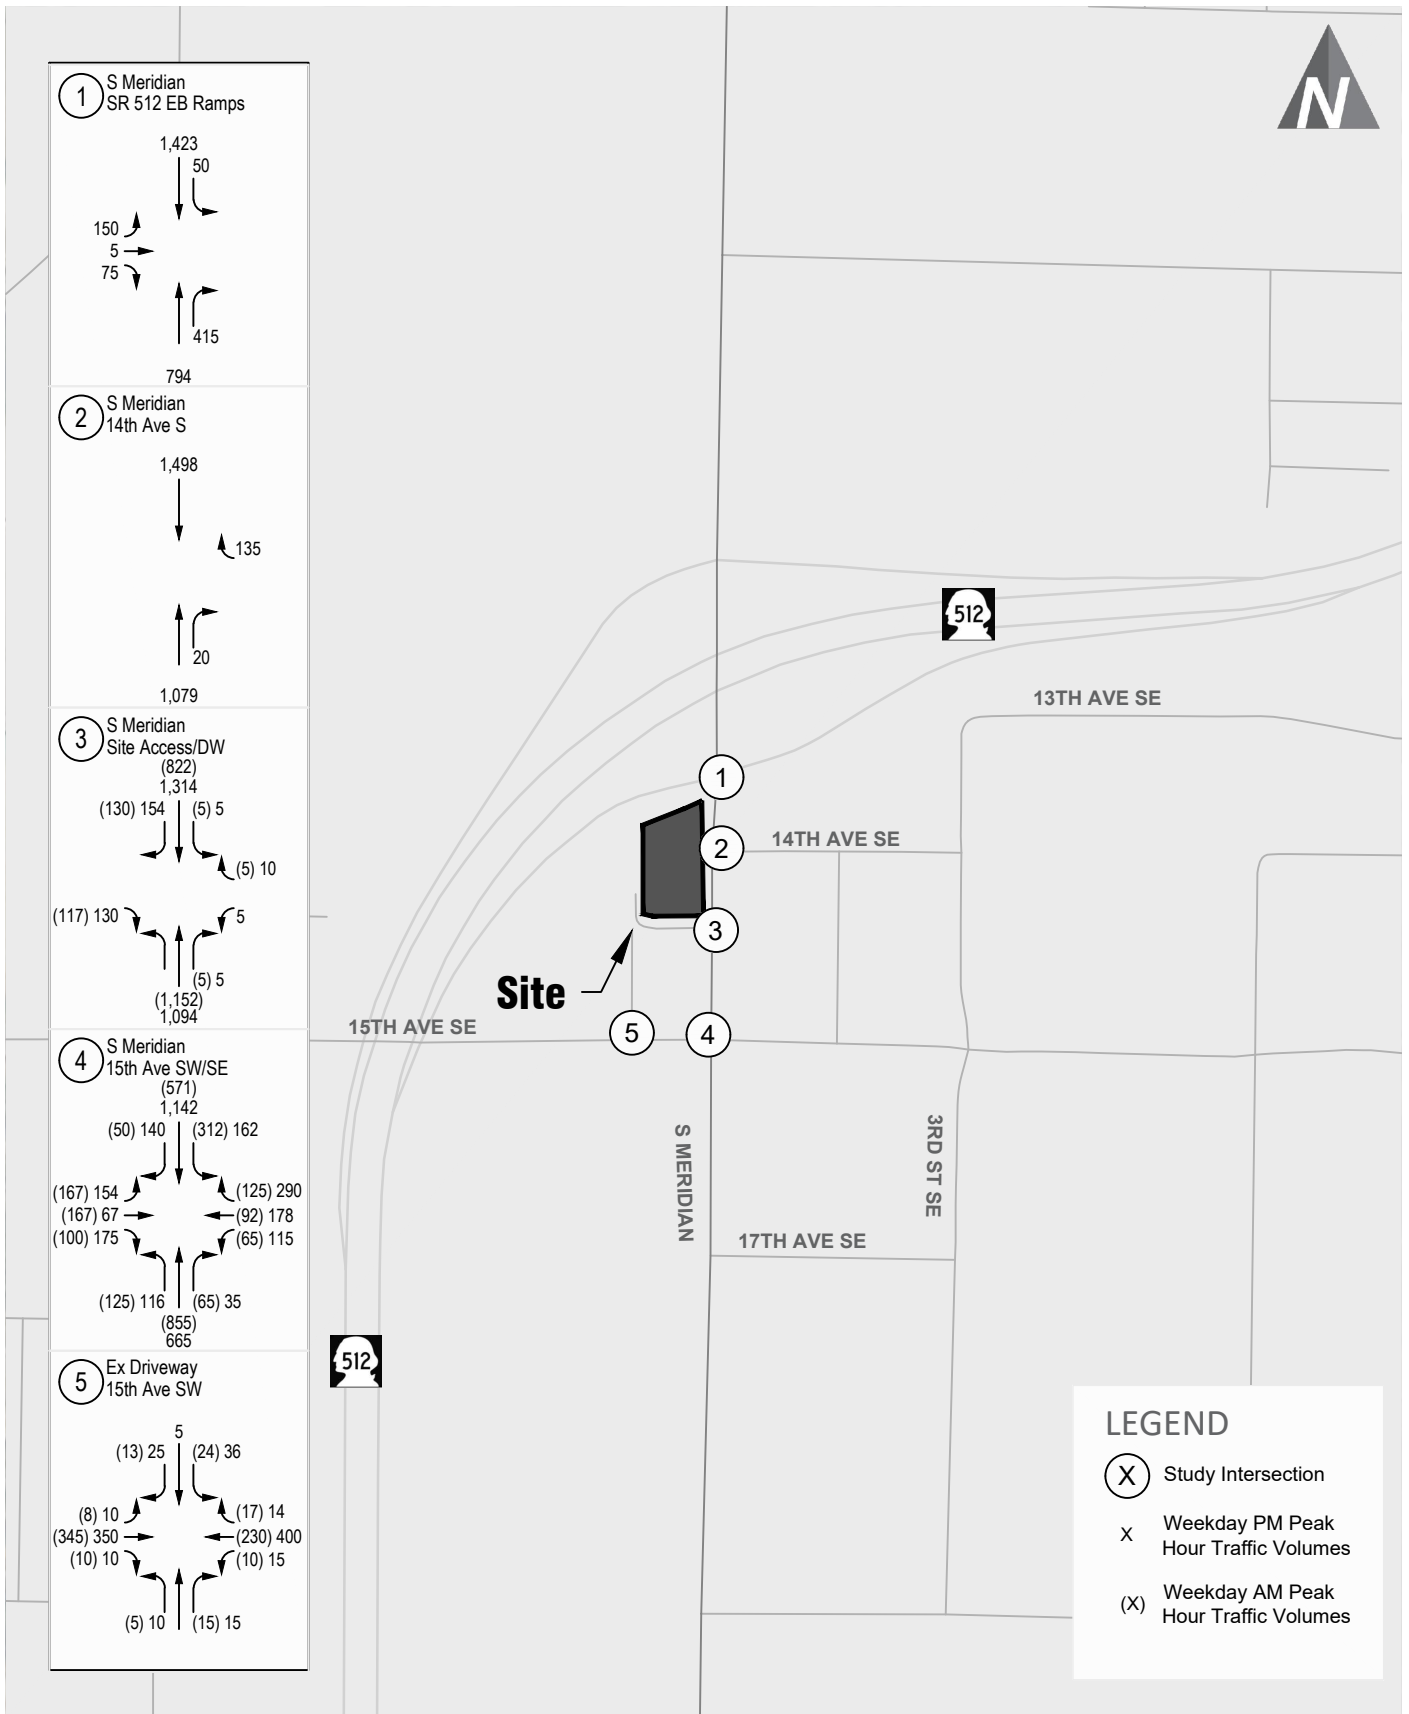 1
S Meridian
SR 512 EB Ramps
1,423
50
150
5
75
415
794
2
S Meridian
14th Ave S
1,498
135
20
1,079
3
S Meridian
Site Access/DW
(822)
1,314
(130) 154
(5) 5
(5) 10
(117) 130
5
(5) 5
(1,152)
1,094
4
S Meridian
15th Ave SW/SE
(571)
1,142
(50) 140
(312) 162
(167) 154
(125) 290
(167) 67
(92) 178
(100) 175
(65) 115
(125) 116
(65) 35
(855)
665
5
Ex Driveway
15th Ave SW
5
(13) 25
(24) 36
(8) 10
(17) 14
(345) 350
(230) 400
(10) 10
(10) 15
(5) 10
(15) 15
N
512
13TH AVE SE
1
14TH AVE SE
2
3
Site
15TH AVE SE
5
4
S MERIDIAN
3RD ST SE
17TH AVE SE
512
LEGEND
X
Study Intersection
X
Weekday PM Peak
Hour Traffic Volumes
(X)
Weekday AM Peak
Hour Traffic Volumes